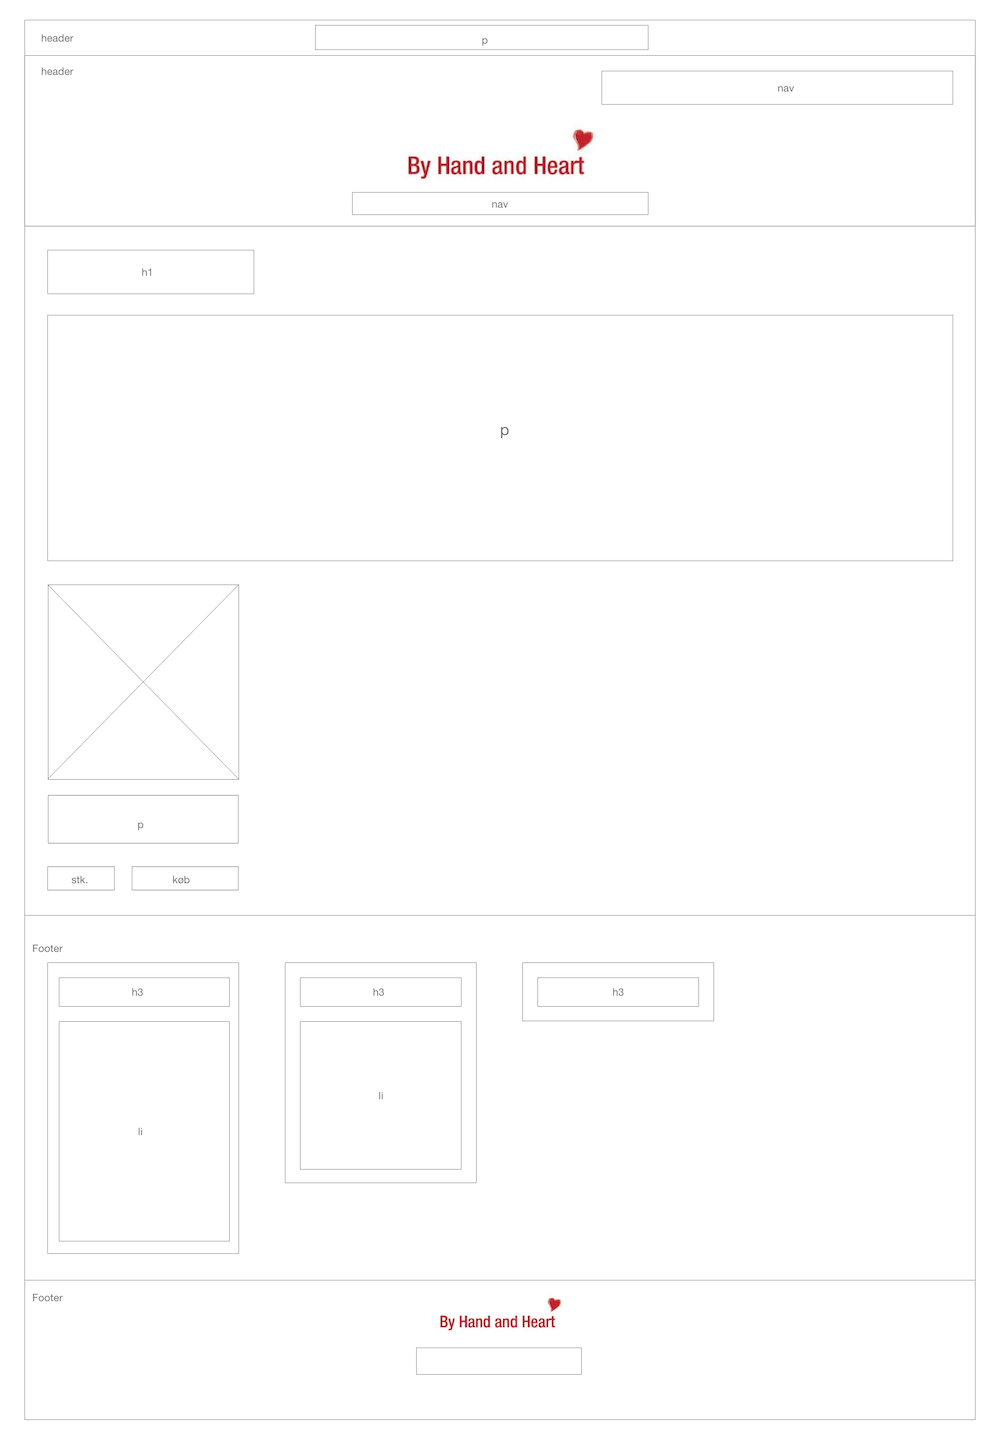 header
p
header
nav
By Hand and Heart
nav
h1
p
p
stk.
køb
Footer
h3
h3
h3
li
li
Footer
By Hand and Heart